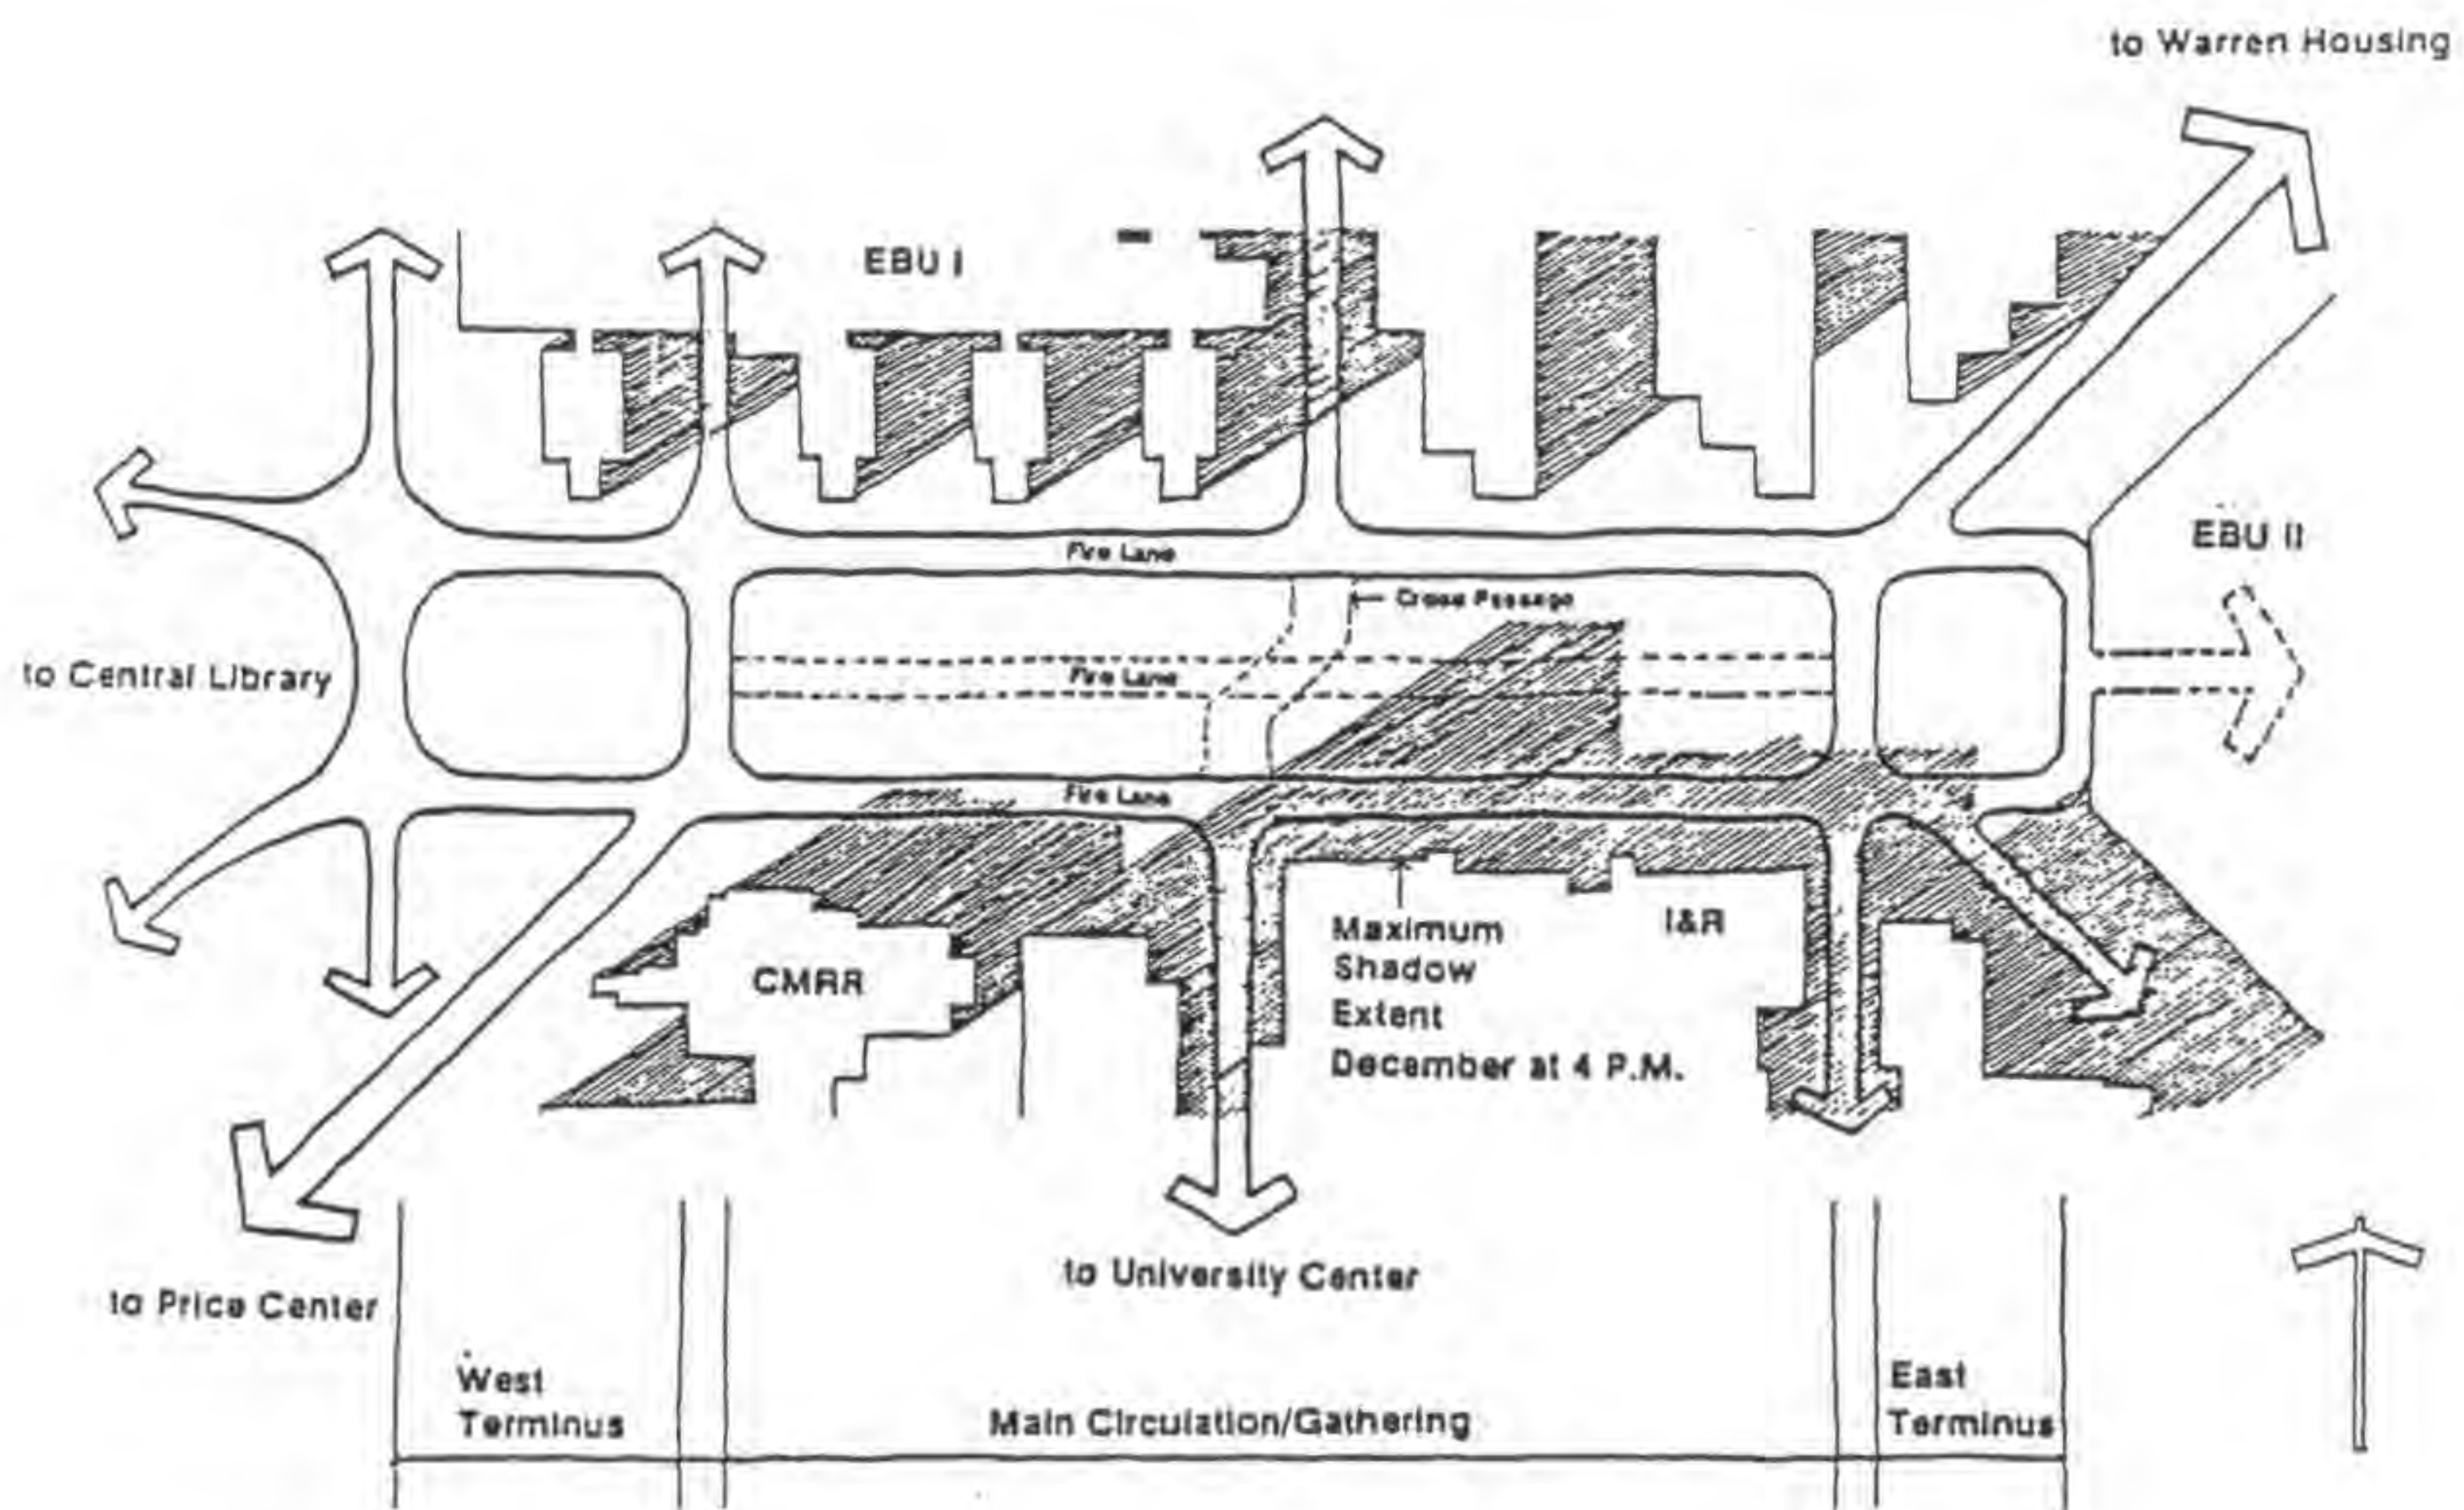 to Warren Housing
EBU I
EBU II
Fire Lane
Cross Passage
to Central Library
Fire Lane
Fire Lane
Maximum
Shadow
Extent
December at 4 P.M.
I&R
CMRR
to University Center
to Price Center
West
Terminus
Main Circulation/Gathering
East
Terminus